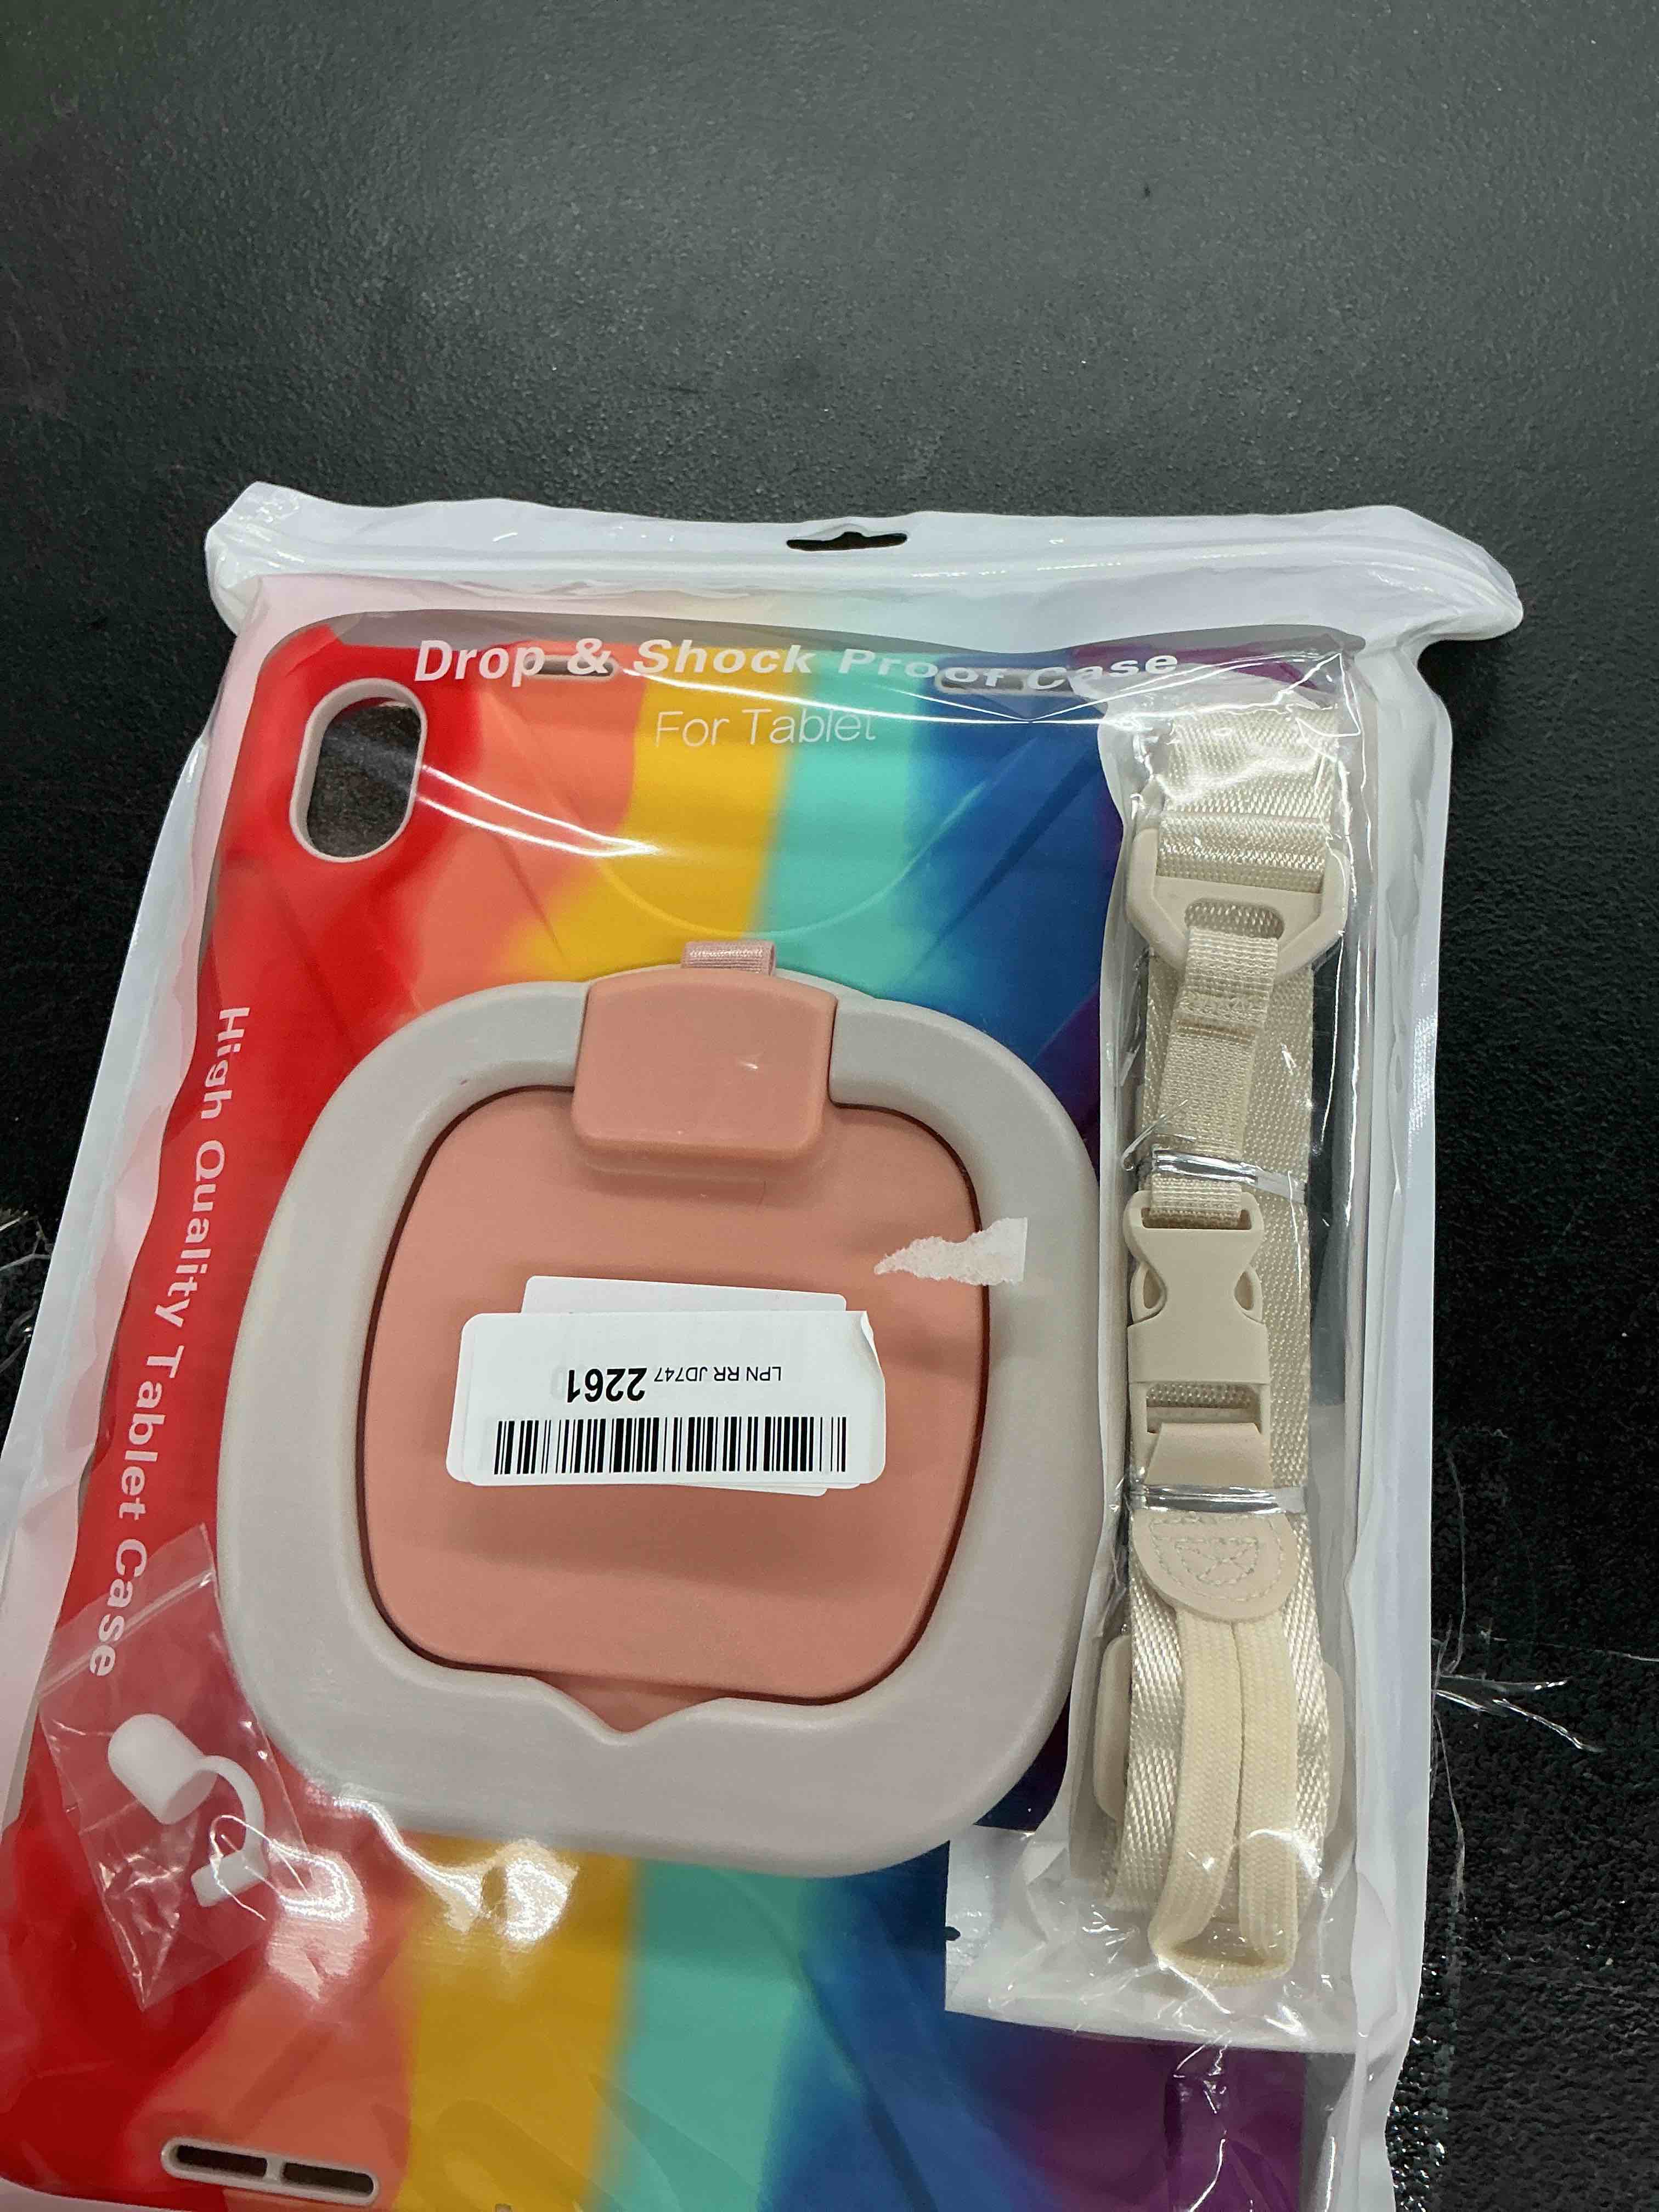 Drop & Shock Proof Case
For Tablet
High Quality Tablet Case
LPN RR JD747 2261